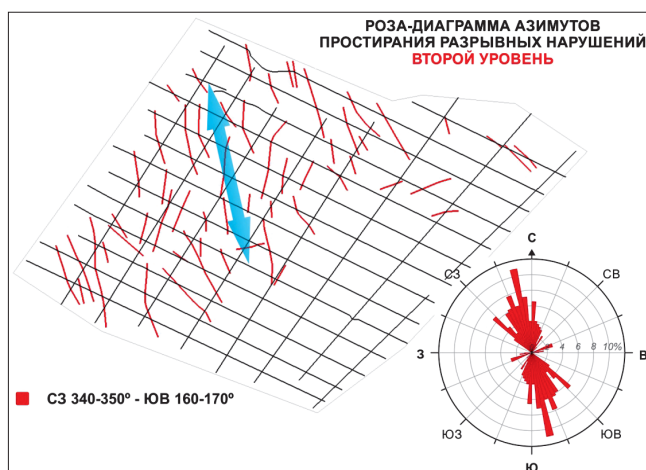 РОЗА-ДИАГРАММА АЗИМУТОВ
ПРОСТИРАНИЯ РАЗРЫВНЫХ НАРУШЕНИЙ
ВТОРОЙ УРОВЕНЬ
С
СЗ
СВ
З
4 6 8 10%
В
ЮЗ
ЮВ
Ю
СЗ 340-350º - ЮВ 160-170º